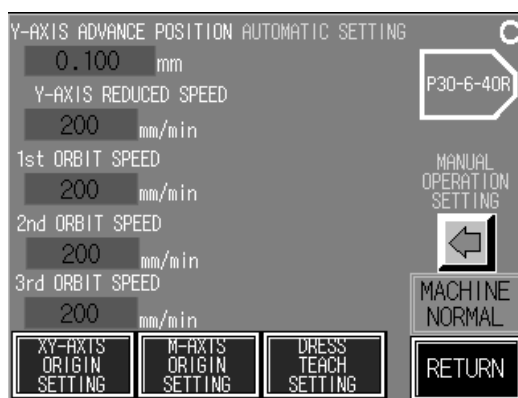 Y-AXIS ADVANCE POSITION AUTOMATIC SETTING
0.100 mm
Y-AXIS REDUCED SPEED
200 mm/min
1st ORBIT SPEED
200 mm/min
2nd ORBIT SPEED
200 mm/min
3rd ORBIT SPEED
200 mm/min
P30-6-40R
MANUAL
OPERATION
SETTING
MACHINE
NORMAL
XY-AXIS
ORIGIN
SETTING
M-AXIS
ORIGIN
SETTING
DRESS
TEACH
SETTING
RETURN